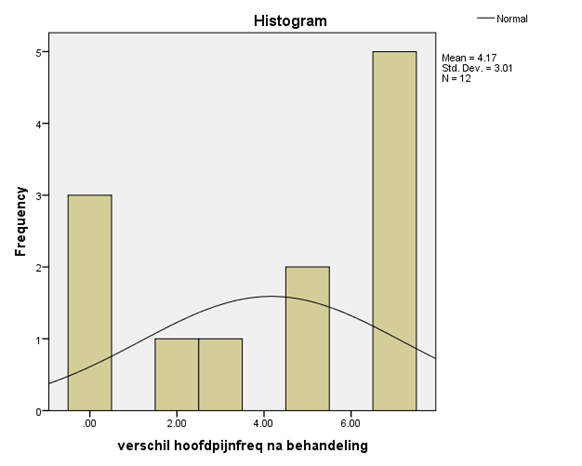 Histogram
Normal
Mean = 4.17
Std. Dev. = 3.01
N = 12
Frequency
5
4
3
2
1
0
.00 2.00 4.00 6.00
verschil hoofdpijnfreq na behandeling